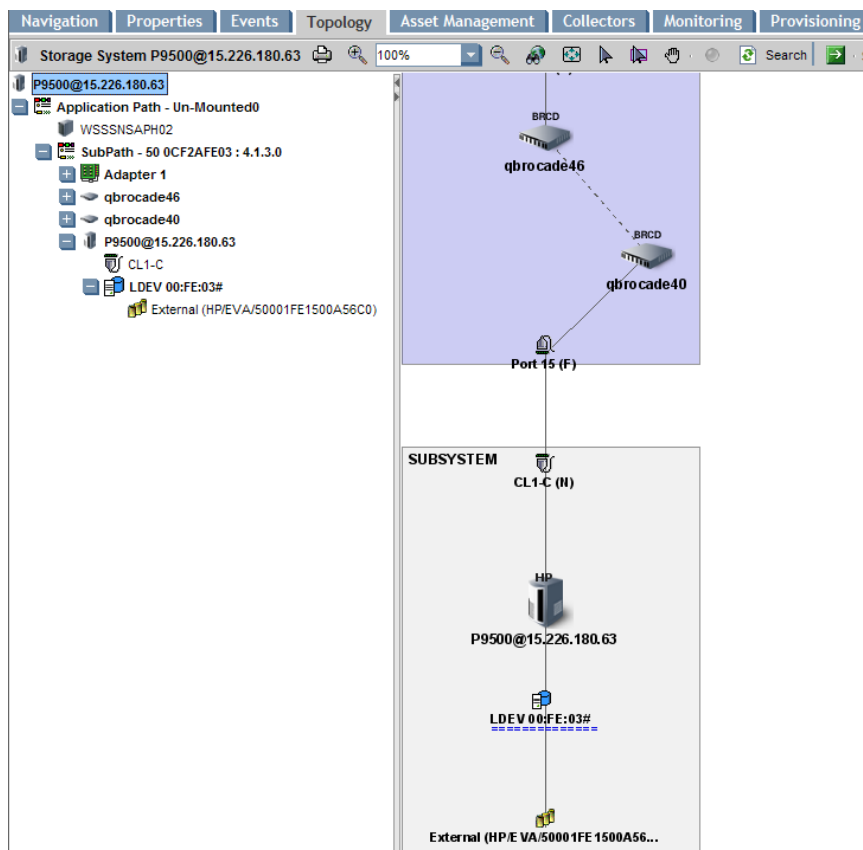 Navigation Properties Events Topology Asset Management Collectors Monitoring Provisioning
Storage System P9500@15.226.180.63 100% Search
P9500@15.226.180.63
Application Path - Un-Mounted0
WSSSNSAPH02
SubPath - 50 0CF2AFE03 : 4.1.3.0
Adapter 1
qbrocade46
qbrocade40
P9500@15.226.180.63
CL1-C
LDEV 00:FE:03#
External (HP/EVA/50001FE1500A56C0)
BRCD
qbrocade46
BRCD
qbrocade40
Port 15 (F)
SUBSYSTEM
CL1-C (N)
HP
P9500@15.226.180.63
LDEV 00:FE:03#
==============
External (HP/EVA/50001FE1500A56...